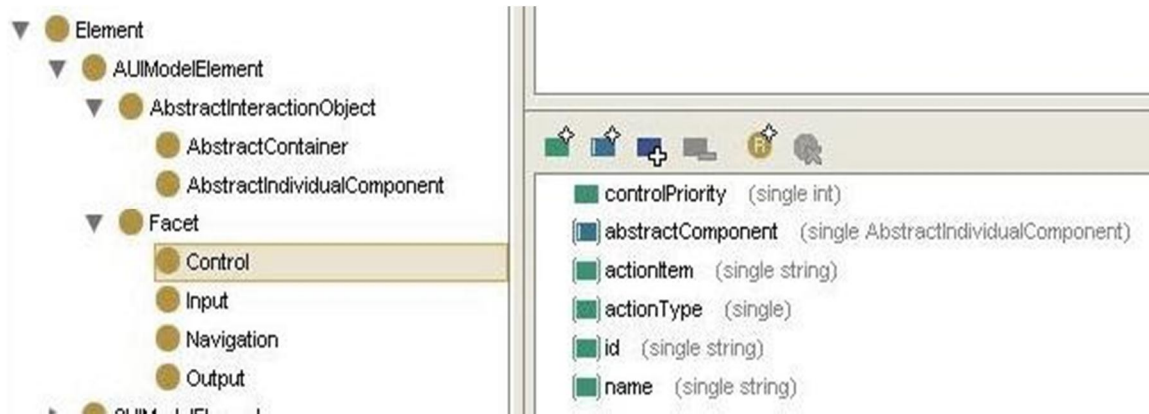 Element
AUIModelElement
AbstractInteractionObject
AbstractContainer
AbstractIndividualComponent
Facet
Control
Input
Navigation
Output
R
controlPriority (single int)
abstractComponent (single AbstractIndividualComponent)
actionItem (single string)
actionType (single)
id (single string)
name (single string)